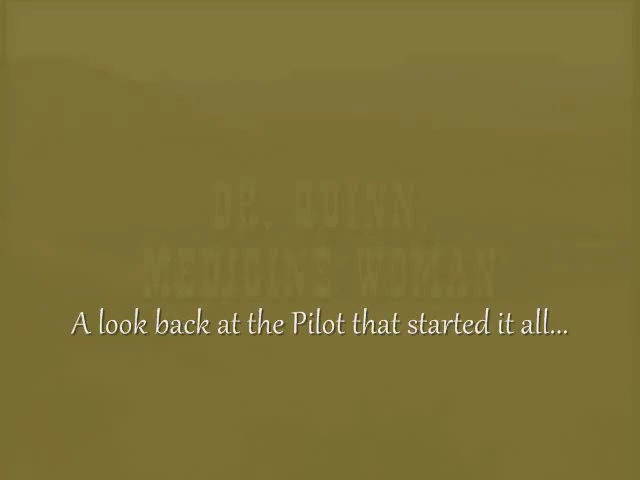 DR. QUINN,
MEDICINE WOMAN
A look back at the Pilot that started it all...